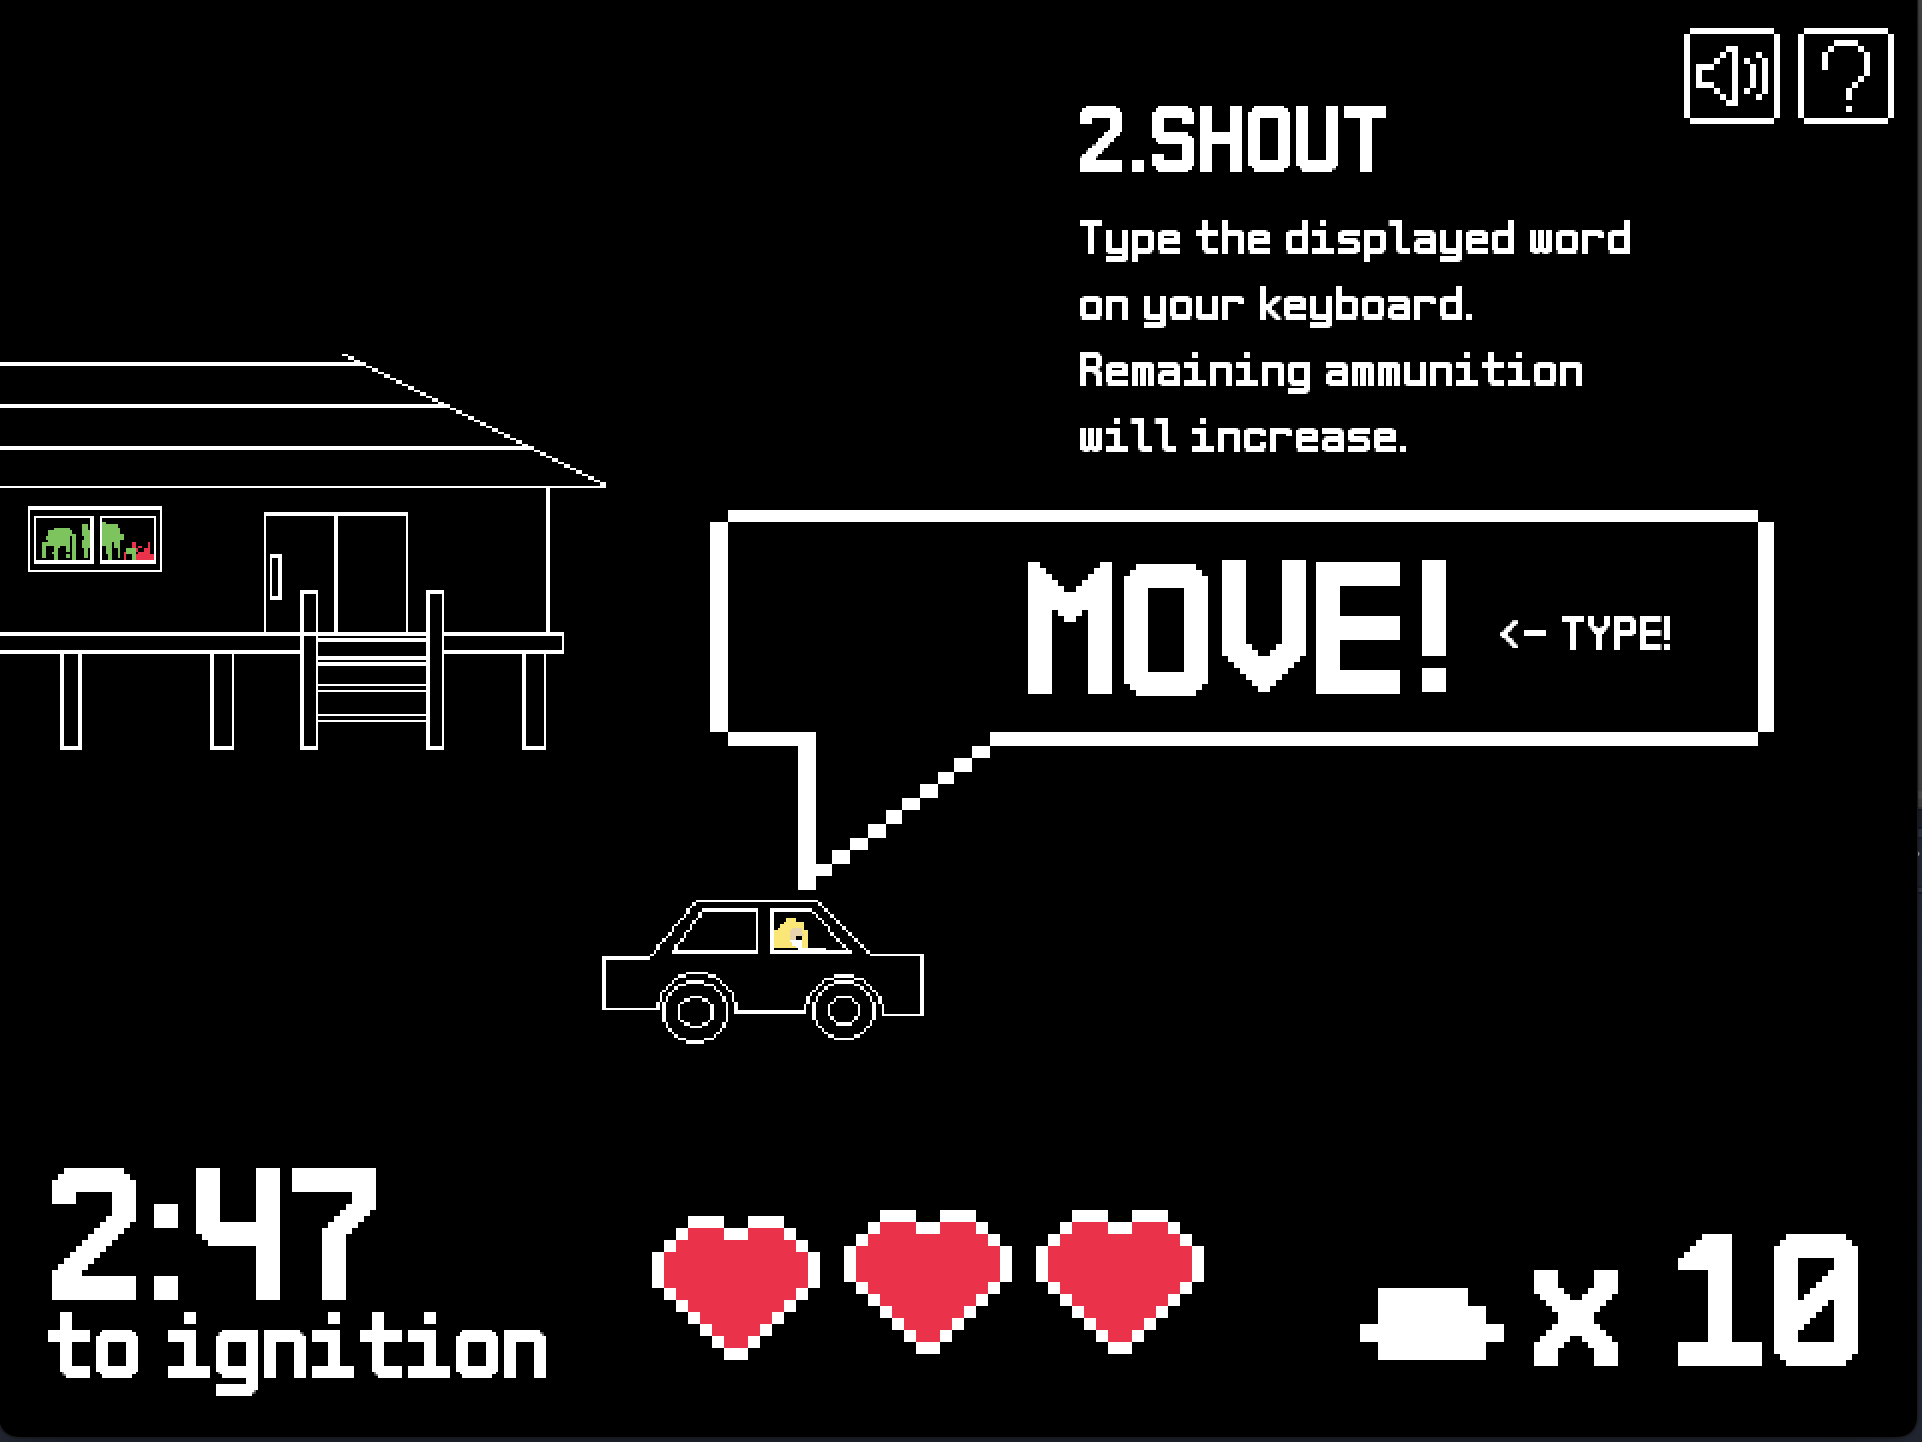 ?
2.SHOUT
Type the displayed word
on your keyboard.
Remaining ammunition
will increase.
MOVE!
<- TYPE!
2:47
to ignition
x 10